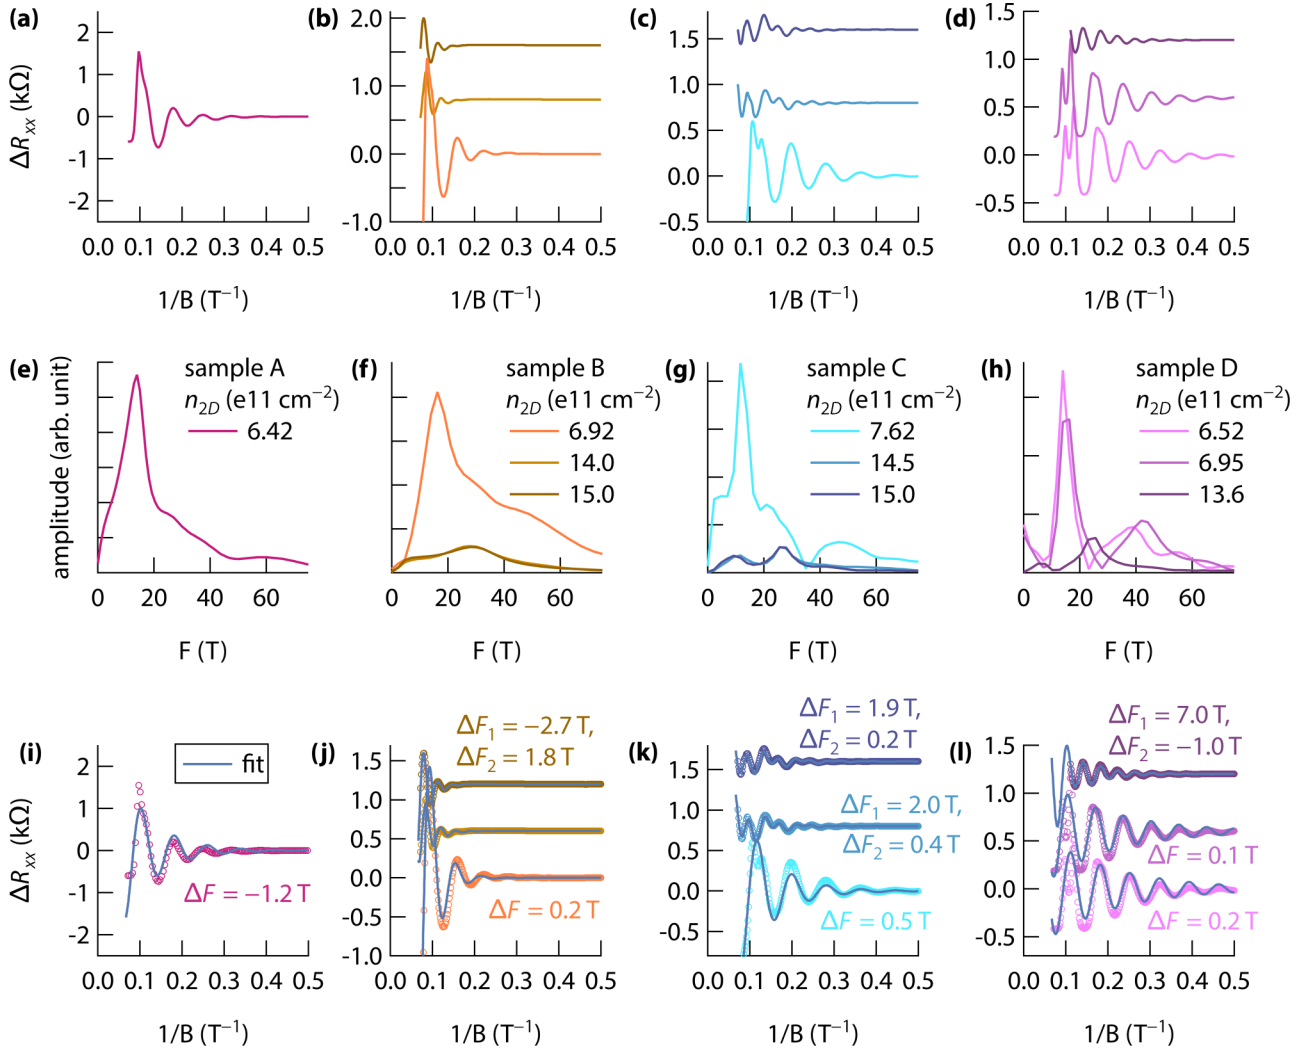 (a)
(b)
(c)
(d)
ΔRxx (kΩ)
2
1
0
-1
-2
0.0 0.1 0.2 0.3 0.4 0.5
1/B (T⁻¹)
2.0
1.0
0.0
-1.0
0.0 0.1 0.2 0.3 0.4 0.5
1/B (T⁻¹)
1.5
1.0
0.5
0.0
-0.5
0.0 0.1 0.2 0.3 0.4 0.5
1/B (T⁻¹)
1.5
1.0
0.5
0.0
-0.5
0.0 0.1 0.2 0.3 0.4 0.5
1/B (T⁻¹)
(e)
amplitude (arb. unit)
sample A
n2D (e11 cm⁻²)
6.42
0 20 40 60
F (T)
(f)
sample B
n2D (e11 cm⁻²)
6.92
14.0
15.0
0 20 40 60
F (T)
(g)
sample C
n2D (e11 cm⁻²)
7.62
14.5
15.0
0 20 40 60
F (T)
(h)
sample D
n2D (e11 cm⁻²)
6.52
6.95
13.6
0 20 40 60
F (T)
(i)
ΔRxx (kΩ)
fit
2
1
0
-1
-2
ΔF = −1.2 T
0.0 0.1 0.2 0.3 0.4 0.5
1/B (T⁻¹)
(j)
ΔF1 = −2.7 T,
ΔF2 = 1.8 T
1.5
1.0
0.5
0.0
-0.5
-1.0
ΔF = 0.2 T
0.0 0.1 0.2 0.3 0.4 0.5
1/B (T⁻¹)
(k)
ΔF1 = 1.9 T,
ΔF2 = 0.2 T
1.5
1.0
0.5
0.0
-0.5
ΔF1 = 2.0 T,
ΔF2 = 0.4 T
ΔF = 0.5 T
0.0 0.1 0.2 0.3 0.4 0.5
1/B (T⁻¹)
(l)
ΔF1 = 7.0 T,
ΔF2 = −1.0 T
1.5
1.0
0.5
0.0
-0.5
ΔF = 0.1 T
ΔF = 0.2 T
0.0 0.1 0.2 0.3 0.4 0.5
1/B (T⁻¹)